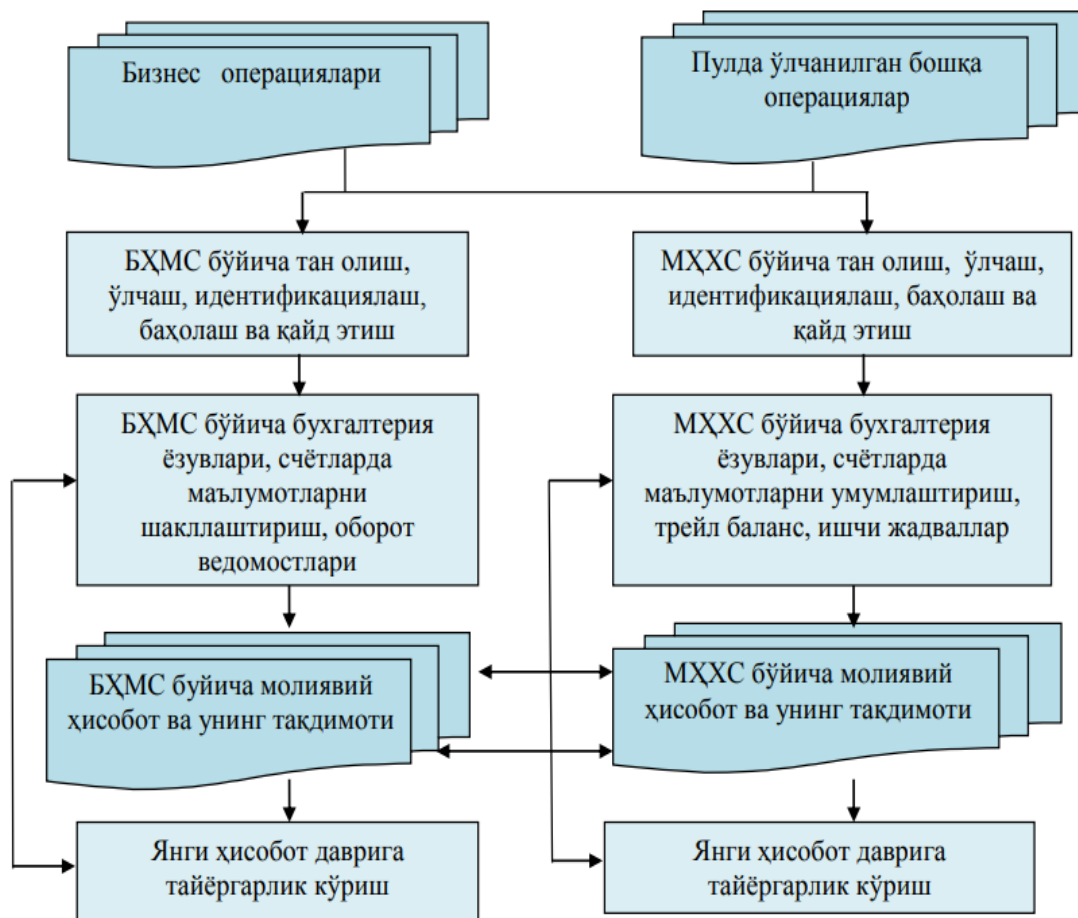 Бизнес операциялари
Пулда ўлчанилган бошқа
операциялар
БҲМС бўйича тан олиш,
ўлчаш, идентификациялаш,
баҳолаш ва қайд этиш
МҲХС бўйича тан олиш, ўлчаш,
идентификациялаш, баҳолаш ва
қайд этиш
БҲМС бўйича бухгалтерия
ёзувлари, счётларда
маълумотларни
шакллаштириш, оборот
ведомостлари
МҲХС бўйича бухгалтерия
ёзувлари, счётларда
маълумотларни умумлаштириш,
трейл баланс, ишчи жадваллар
БҲМС буйича молиявий
ҳисобот ва унинг тақдимоти
МҲХС бўйича молиявий
ҳисобот ва унинг тақдимоти
Янги ҳисобот даврига
тайёргарлик кўриш
Янги ҳисобот даврига
тайёргарлик кўриш